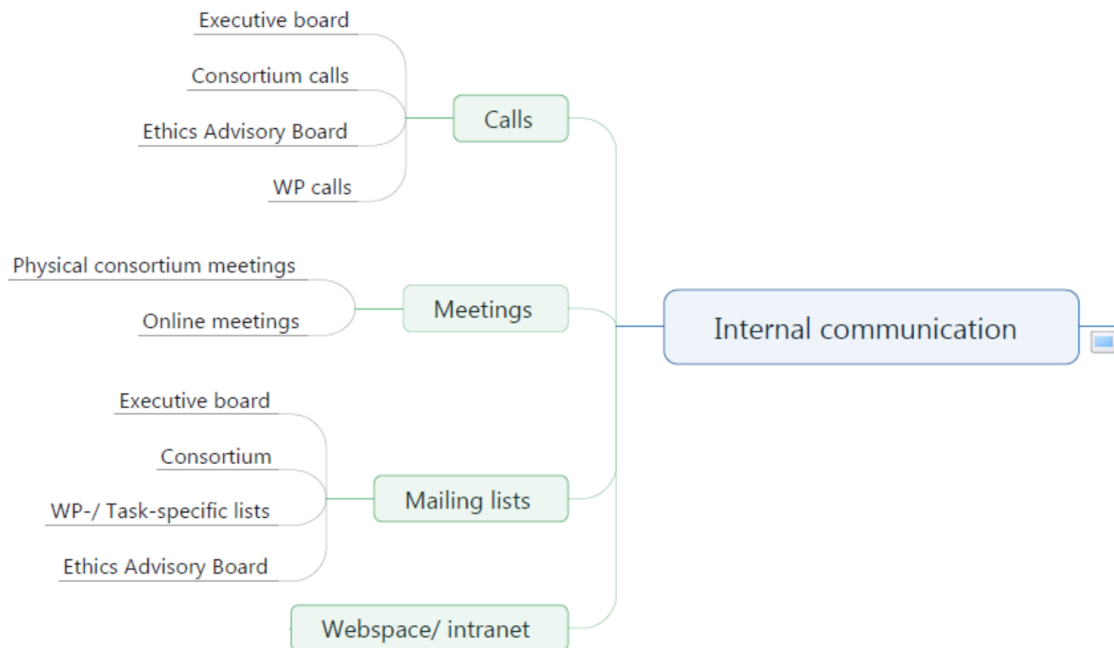 Executive board
Consortium calls
Ethics Advisory Board
WP calls
Calls
Physical consortium meetings
Online meetings
Meetings
Internal communication
Executive board
Consortium
WP-/ Task-specific lists
Ethics Advisory Board
Mailing lists
Webspace/ intranet